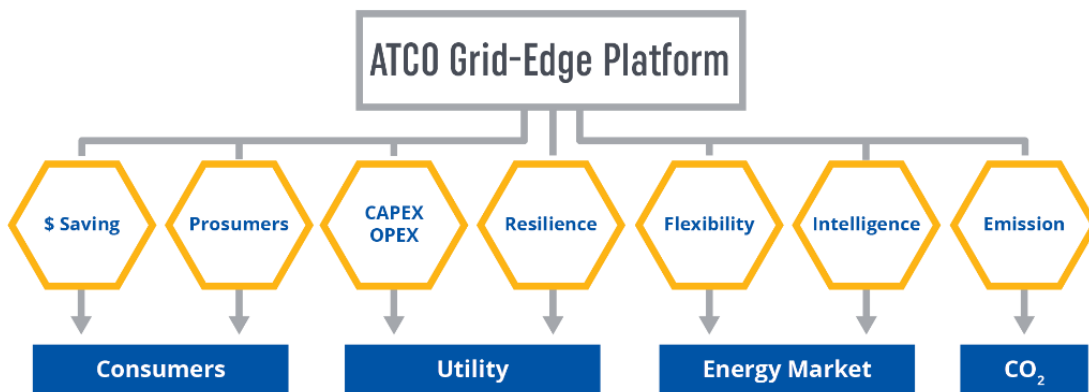 ATCO Grid-Edge Platform
$ Saving
Prosumers
CAPEX
OPEX
Resilience
Flexibility
Intelligence
Emission
Consumers
Utility
Energy Market
CO₂